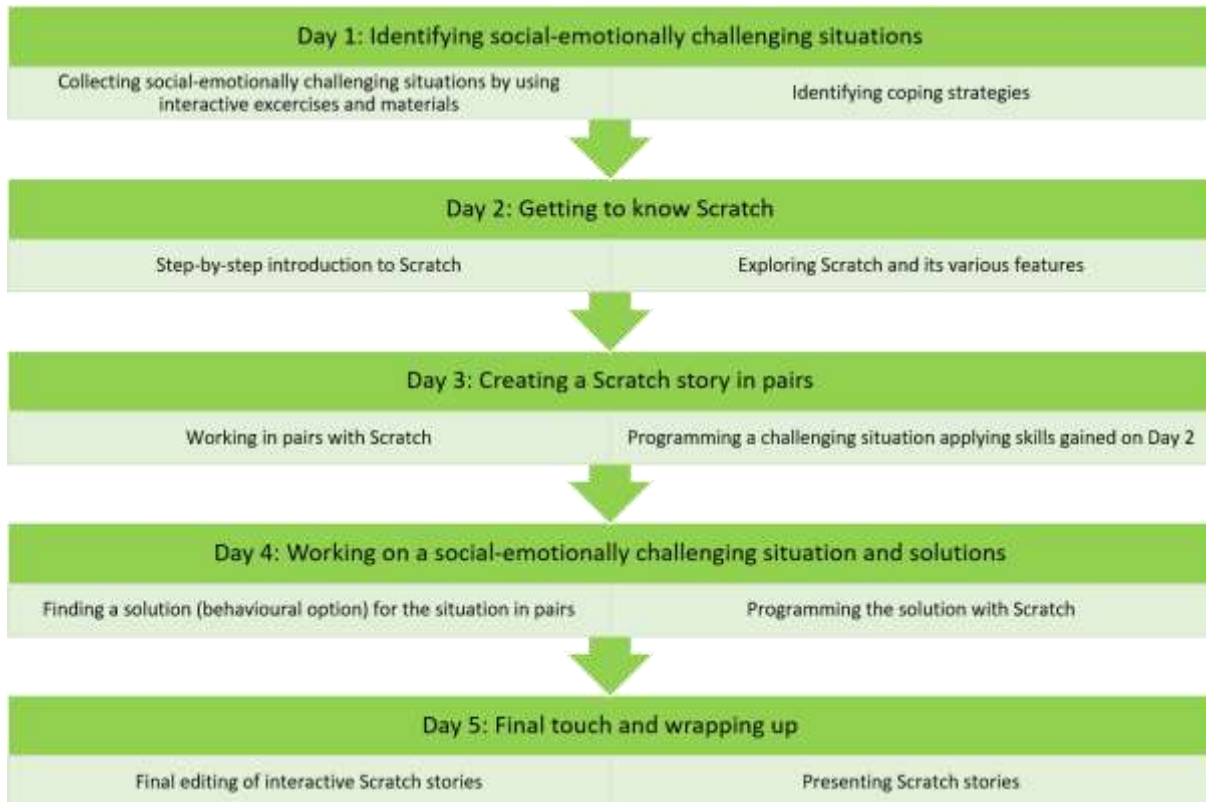 Day 1: Identifying social-emotionally challenging situations
Collecting social-emotionally challenging situations by using
interactive excercises and materials
Identifying coping strategies
Day 2: Getting to know Scratch
Step-by-step introduction to Scratch
Exploring Scratch and its various features
Day 3: Creating a Scratch story in pairs
Working in pairs with Scratch
Programming a challenging situation applying skills gained on Day 2
Day 4: Working on a social-emotionally challenging situation and solutions
Finding a solution (behavioural option) for the situation in pairs
Programming the solution with Scratch
Day 5: Final touch and wrapping up
Final editing of interactive Scratch stories
Presenting Scratch stories